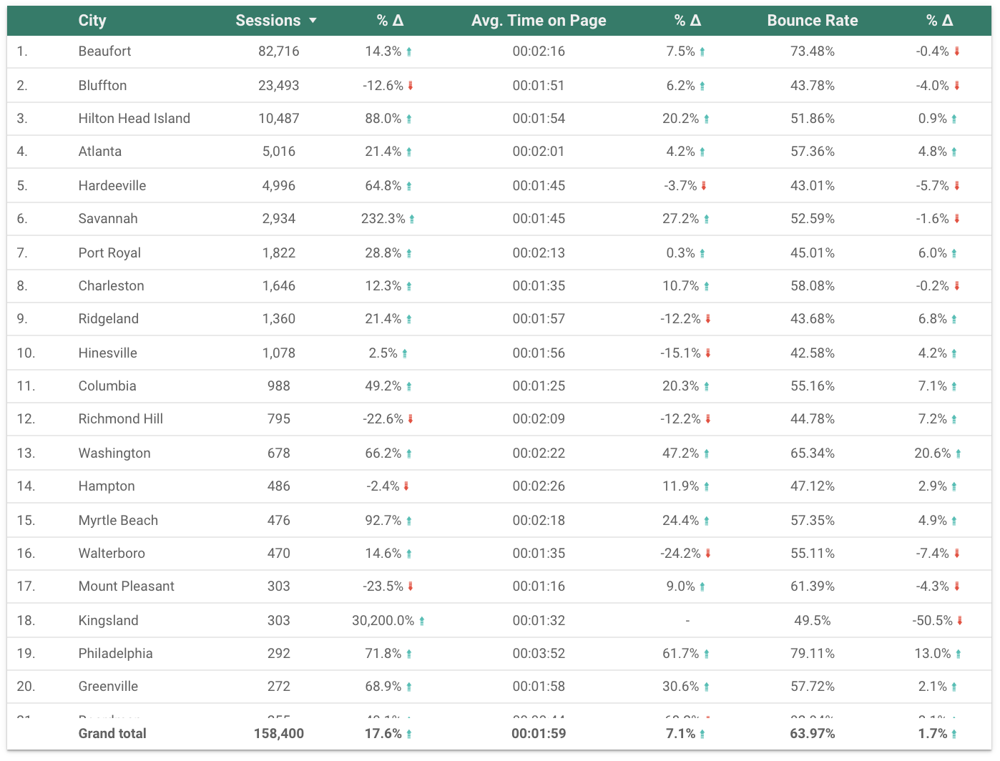 City Sessions % Δ Avg. Time on Page % Δ Bounce Rate % Δ
1. Beaufort 82,716 14.3% 00:02:16 7.5% 73.48% -0.4%
2. Bluffton 23,493 -12.6% 00:01:51 6.2% 43.78% -4.0%
3. Hilton Head Island 10,487 88.0% 00:01:54 20.2% 51.86% 0.9%
4. Atlanta 5,016 21.4% 00:02:01 4.2% 57.36% 4.8%
5. Hardeeville 4,996 64.8% 00:01:45 -3.7% 43.01% -5.7%
6. Savannah 2,934 232.3% 00:01:45 27.2% 52.59% -1.6%
7. Port Royal 1,822 28.8% 00:02:13 0.3% 45.01% 6.0%
8. Charleston 1,646 12.3% 00:01:35 10.7% 58.08% -0.2%
9. Ridgeland 1,360 21.4% 00:01:57 -12.2% 43.68% 6.8%
10. Hinesville 1,078 2.5% 00:01:56 -15.1% 42.58% 4.2%
11. Columbia 988 49.2% 00:01:25 20.3% 55.16% 7.1%
12. Richmond Hill 795 -22.6% 00:02:09 -12.2% 44.78% 7.2%
13. Washington 678 66.2% 00:02:22 47.2% 65.34% 20.6%
14. Hampton 486 -2.4% 00:02:26 11.9% 47.12% 2.9%
15. Myrtle Beach 476 92.7% 00:02:18 24.4% 57.35% 4.9%
16. Walterboro 470 14.6% 00:01:35 -24.2% 55.11% -7.4%
17. Mount Pleasant 303 -23.5% 00:01:16 9.0% 61.39% -4.3%
18. Kingsland 303 30,200.0% 00:01:32 - 49.5% -50.5%
19. Philadelphia 292 71.8% 00:03:52 61.7% 79.11% 13.0%
20. Greenville 272 68.9% 00:01:58 30.6% 57.72% 2.1%
Grand total 158,400 17.6% 00:01:59 7.1% 63.97% 1.7%